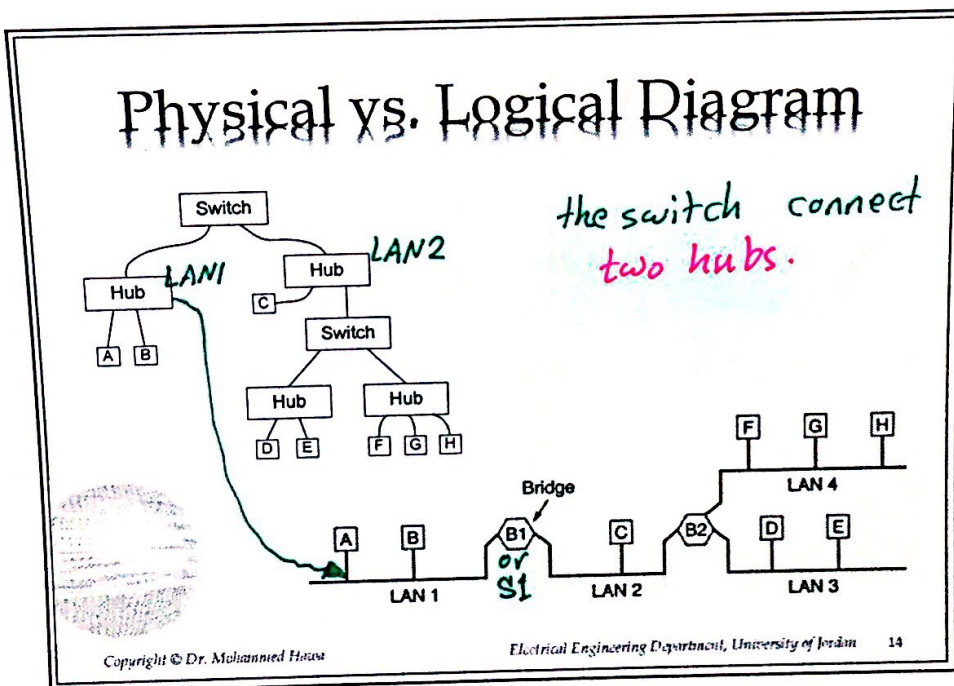 Physical vs. Logical Diagram
Switch
the switch connect
two hubs.
Hub
LAN1
Hub
LAN2
C
A
B
Switch
Hub
Hub
D
E
F
G
H
F
G
H
LAN 4
Bridge
A
B
B1
or
S1
C
B2
D
E
LAN 1
LAN 2
LAN 3
Copyright © Dr. Mohammed Hawa
Electrical Engineering Department, University of Jordan
14